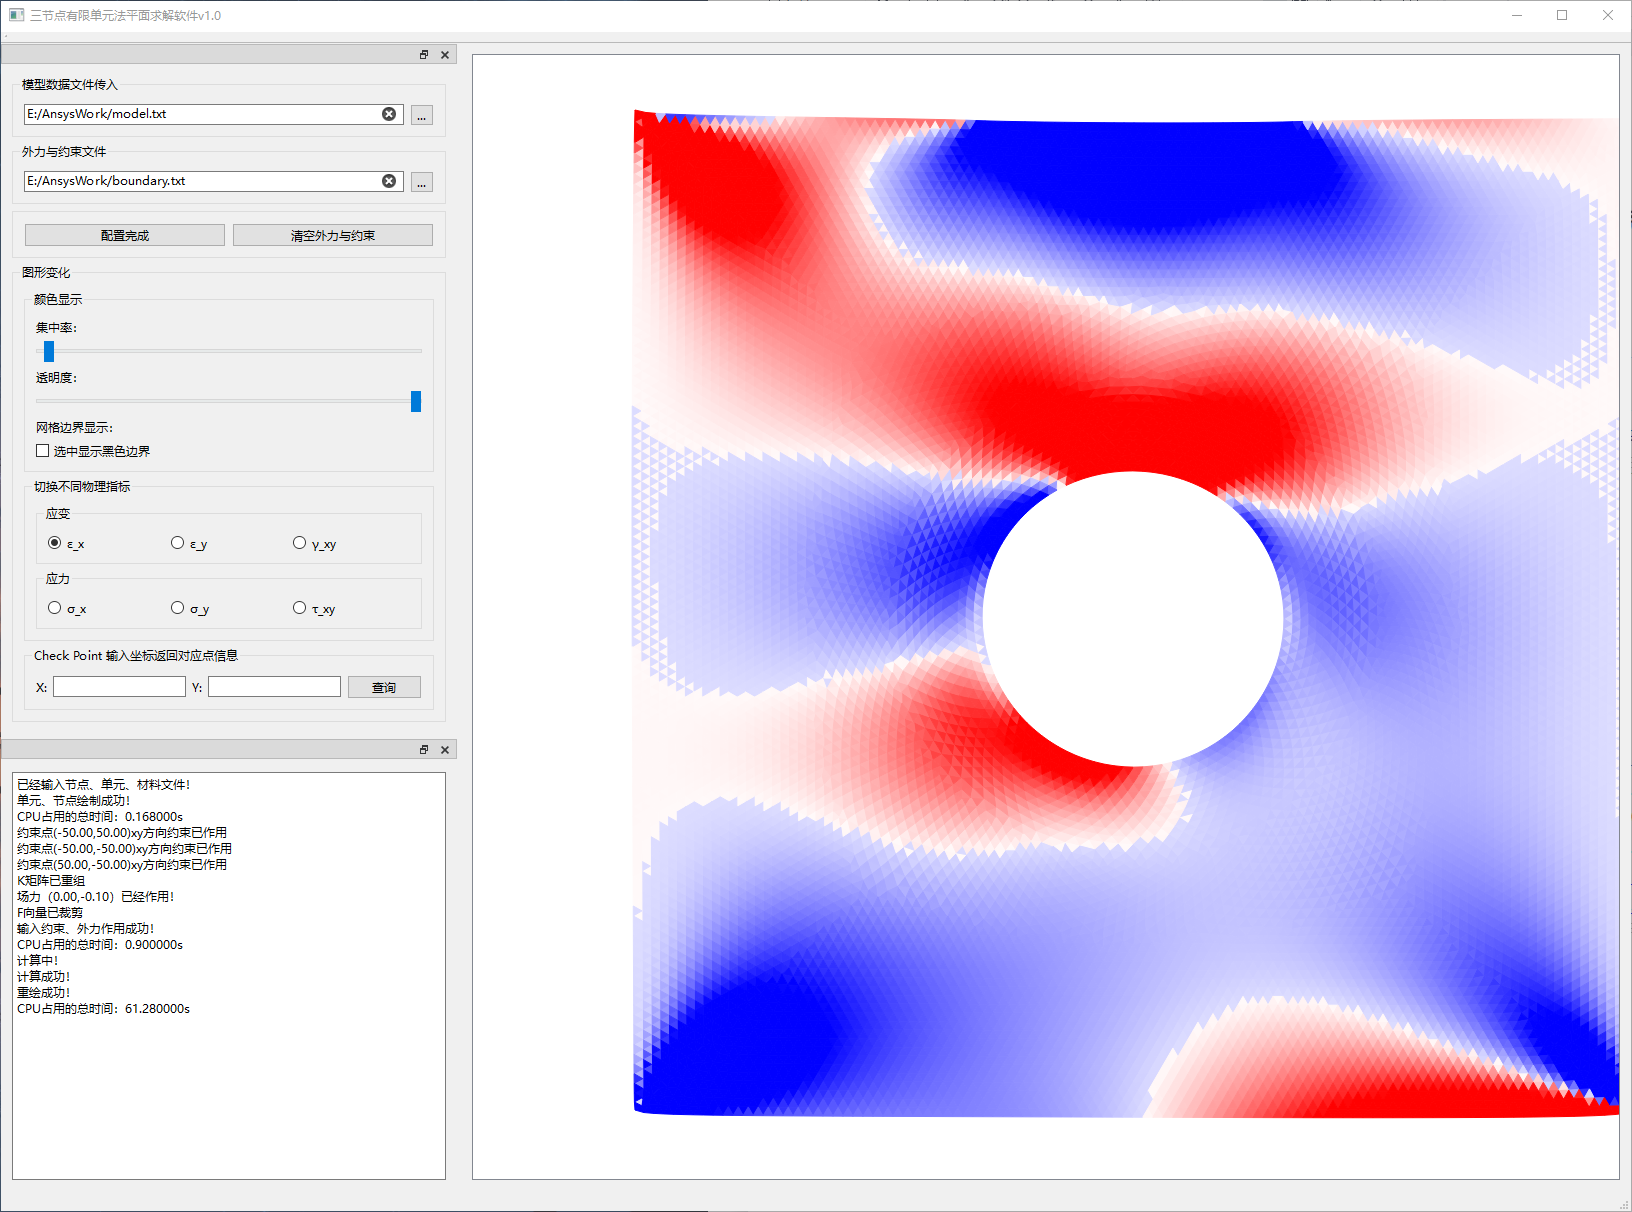 三节点有限单元法平面求解软件v1.0
模型数据文件传入
E:/AnsysWork/model.txt
...
外力与约束文件
E:/AnsysWork/boundary.txt
...
配置完成
清空外力与约束
图形变化
颜色显示
集中率：
透明度：
网格边界显示：
选中显示黑色边界
切换不同物理指标
应变
ε_x
ε_y
γ_xy
应力
σ_x
σ_y
τ_xy
Check Point 输入坐标返回对应点信息
X:
Y:
查询
已经输入节点、单元、材料文件！
单元、节点绘制成功！
CPU占用的总时间：0.168000s
约束点(-50.00,50.00)xy方向约束已作用
约束点(-50.00,-50.00)xy方向约束已作用
约束点(50.00,-50.00)xy方向约束已作用
K矩阵已重组
场力（0.00,-0.10）已经作用！
F向量已裁剪
输入约束、外力作用成功！
CPU占用的总时间：0.900000s
计算中！
计算成功！
重绘成功！
CPU占用的总时间：61.280000s